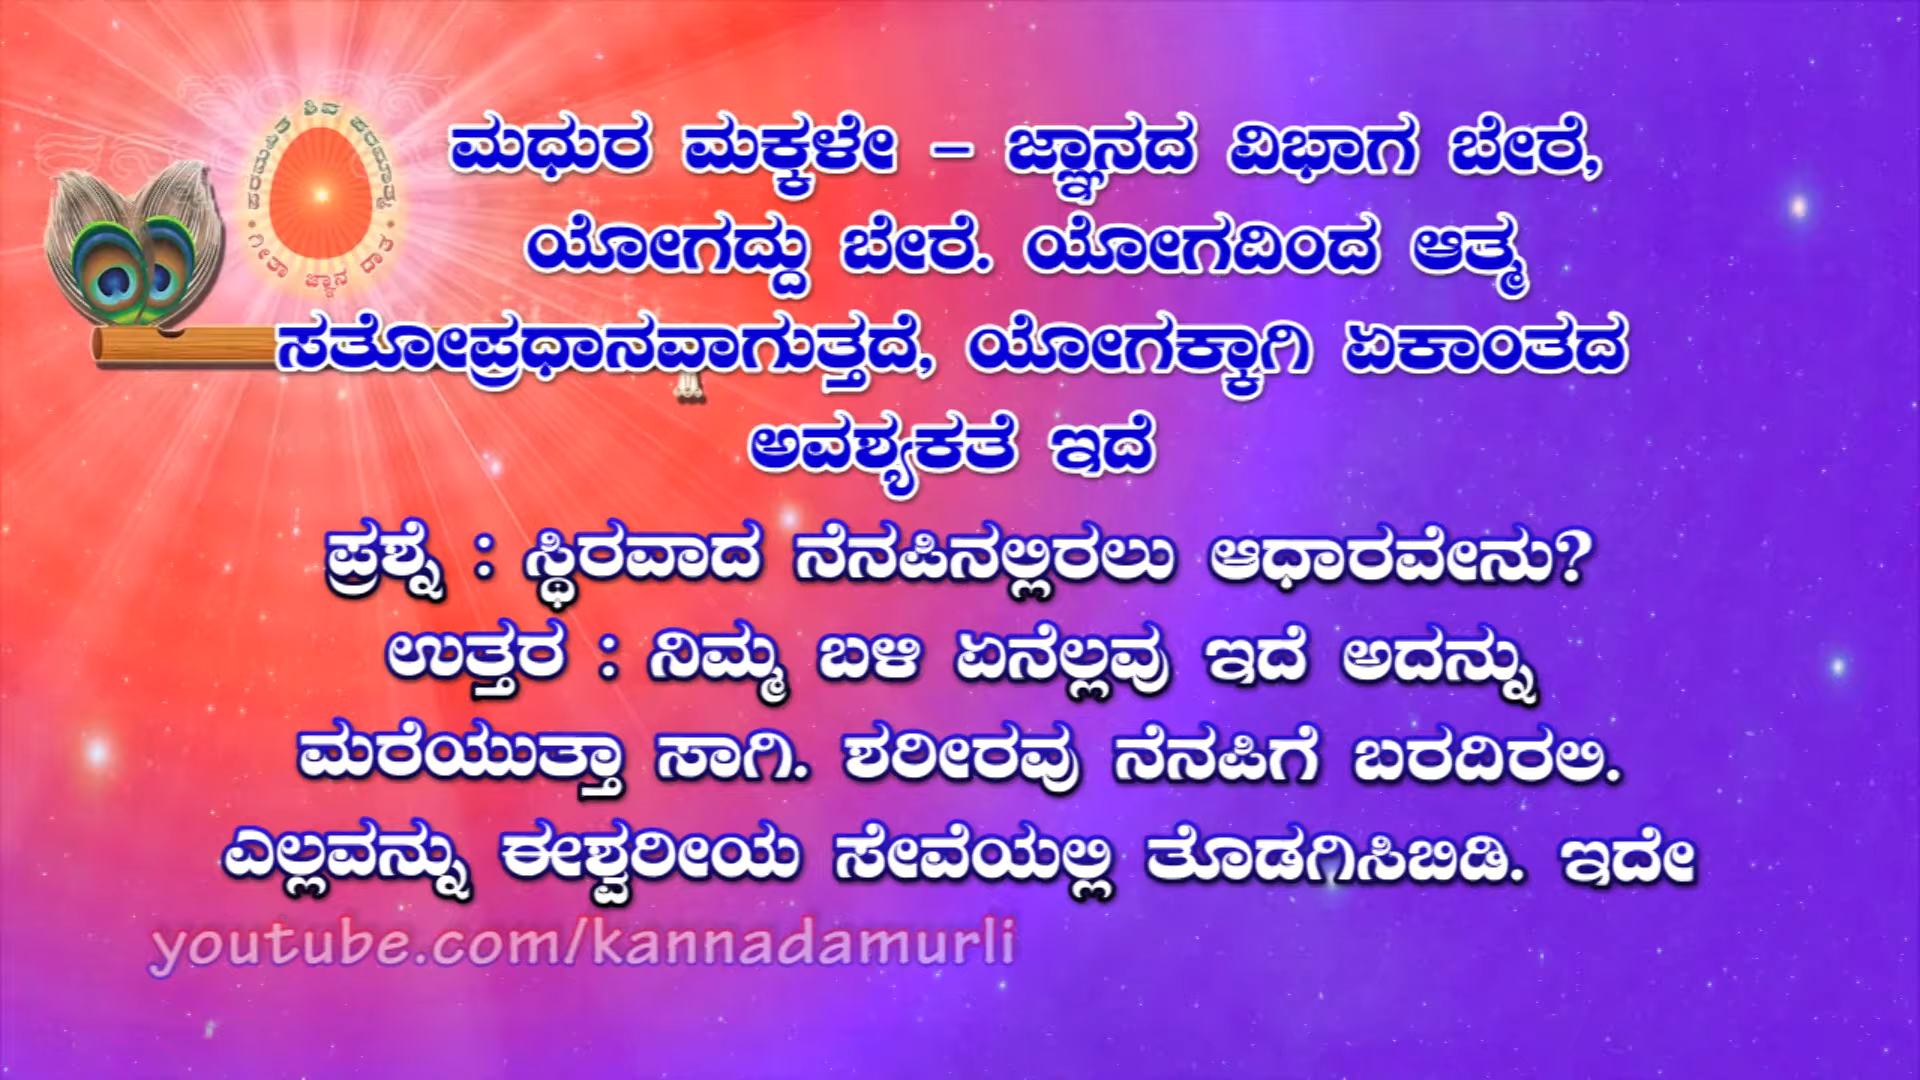 ಪರಮಪಿತ ಶಿವ ಪರಮಾತ್ಮ
ಗೀತಾ ಜ್ಞಾನ ದಾತ
ಮಧುರ ಮಕ್ಕಳೇ – ಜ್ಞಾನದ ವಿಭಾಗ ಬೇರೆ,
ಯೋಗದ್ದು ಬೇರೆ. ಯೋಗದಿಂದ ಆತ್ಮ
ಸತೋಪ್ರಧಾನವಾಗುತ್ತದೆ, ಯೋಗಕ್ಕಾಗಿ ಏಕಾಂತದ
ಅವಶ್ಯಕತೆ ಇದೆ
ಪ್ರಶ್ನೆ : ಸ್ಥಿರವಾದ ನೆನಪಿನಲ್ಲಿರಲು ಆಧಾರವೇನು?
ಉತ್ತರ : ನಿಮ್ಮ ಬಳಿ ಏನೆಲ್ಲವು ಇದೆ ಅದನ್ನು
ಮರೆಯುತ್ತಾ ಸಾಗಿ. ಶರೀರವು ನೆನಪಿಗೆ ಬರದಿರಲಿ.
ಎಲ್ಲವನ್ನು ಈಶ್ವರೀಯ ಸೇವೆಯಲ್ಲಿ ತೊಡಗಿಸಿಬಿಡಿ. ಇದೇ
youtube.com/kannadamurli